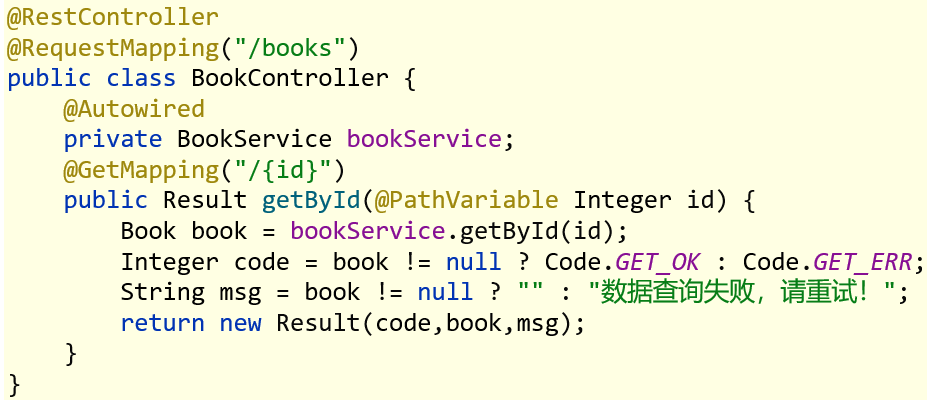 @RestController
@RequestMapping("/books")
public class BookController {
    @Autowired
    private BookService bookService;
    @GetMapping("/{id}")
    public Result getById(@PathVariable Integer id) {
        Book book = bookService.getById(id);
        Integer code = book != null ? Code.GET_OK : Code.GET_ERR;
        String msg = book != null ? "" : "数据查询失败，请重试！";
        return new Result(code,book,msg);
    }
}